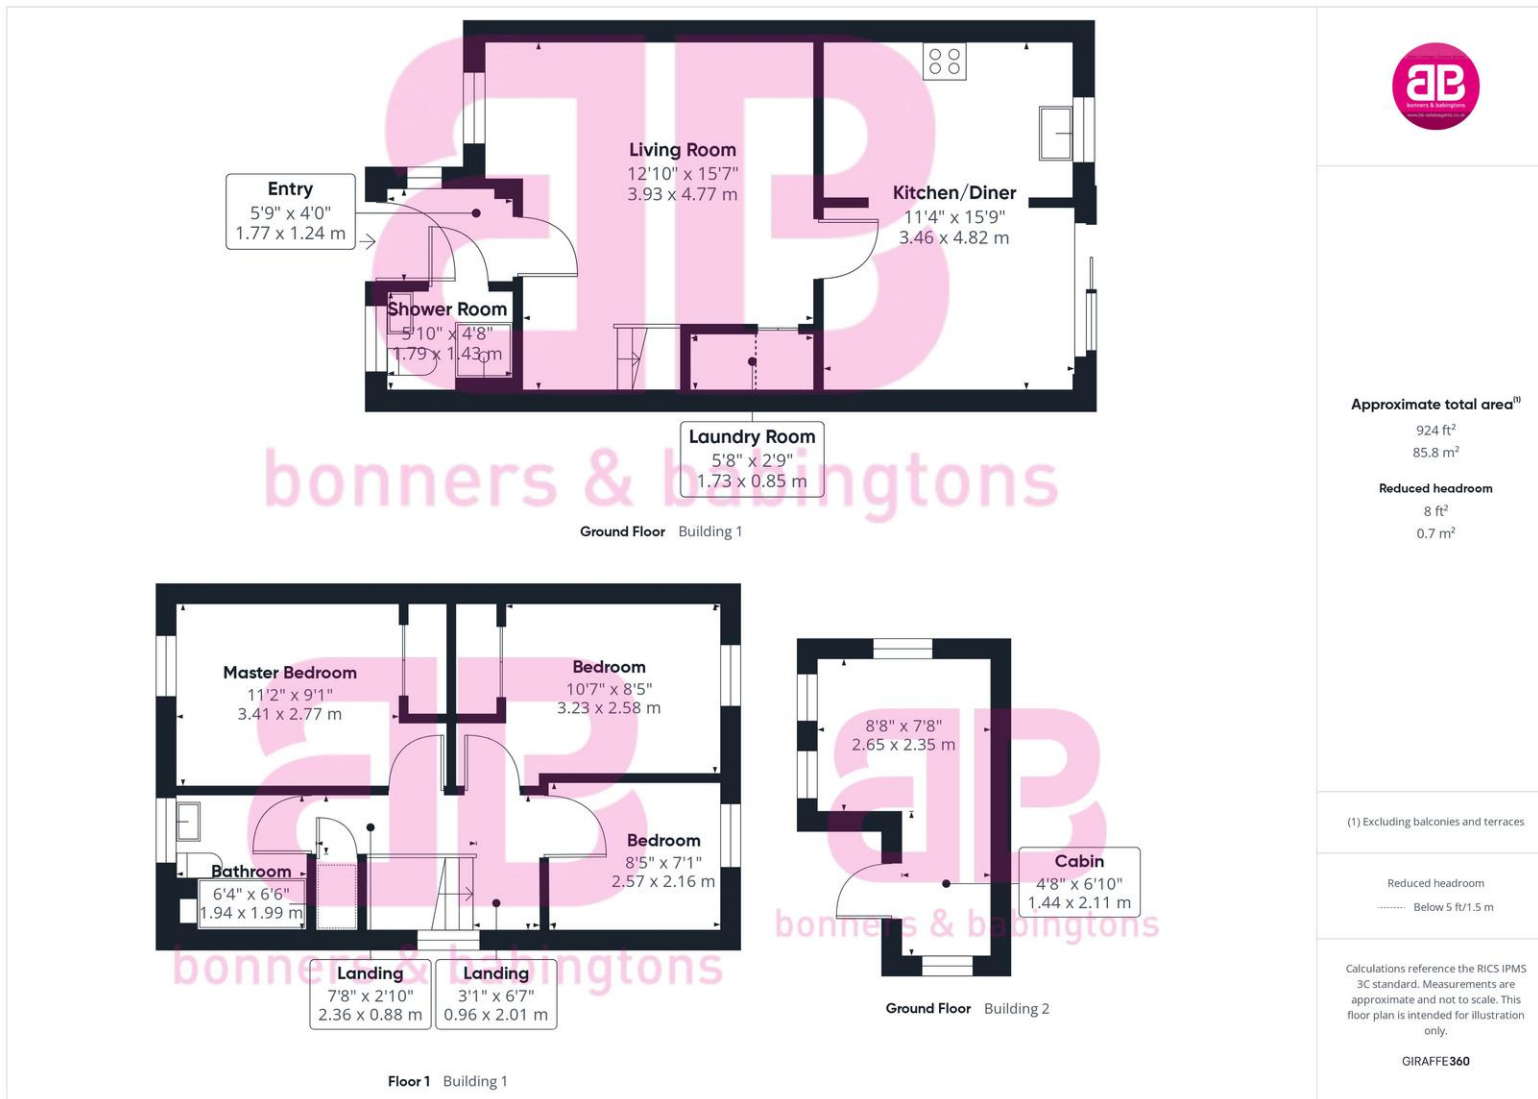 Entry
5'9" x 4'0"
1.77 x 1.24 m
Living Room
12'10" x 15'7"
3.93 x 4.77 m
Kitchen/Diner
11'4" x 15'9"
3.46 x 4.82 m
Shower Room
5'10" x 4'8"
1.79 x 1.43 m
Laundry Room
5'8" x 2'9"
1.73 x 0.85 m
bonners & babingtons
Ground Floor Building 1
Master Bedroom
11'2" x 9'1"
3.41 x 2.77 m
Bedroom
10'7" x 8'5"
3.23 x 2.58 m
Bedroom
8'5" x 7'1"
2.57 x 2.16 m
Bathroom
6'4" x 6'6"
1.94 x 1.99 m
Landing
7'8" x 2'10"
2.36 x 0.88 m
Landing
3'1" x 6'7"
0.96 x 2.01 m
bonners & babingtons
Floor 1 Building 1
8'8" x 7'8"
2.65 x 2.35 m
Cabin
4'8" x 6'10"
1.44 x 2.11 m
bonners & babingtons
Ground Floor Building 2
bonners & babingtons
Approximate total area(1)
924 ft²
85.8 m²
Reduced headroom
8 ft²
0.7 m²
(1) Excluding balconies and terraces
Reduced headroom
Below 5 ft/1.5 m
Calculations reference the RICS IPMS
3C standard. Measurements are
approximate and not to scale. This
floor plan is intended for illustration
only.
GIRAFFE360